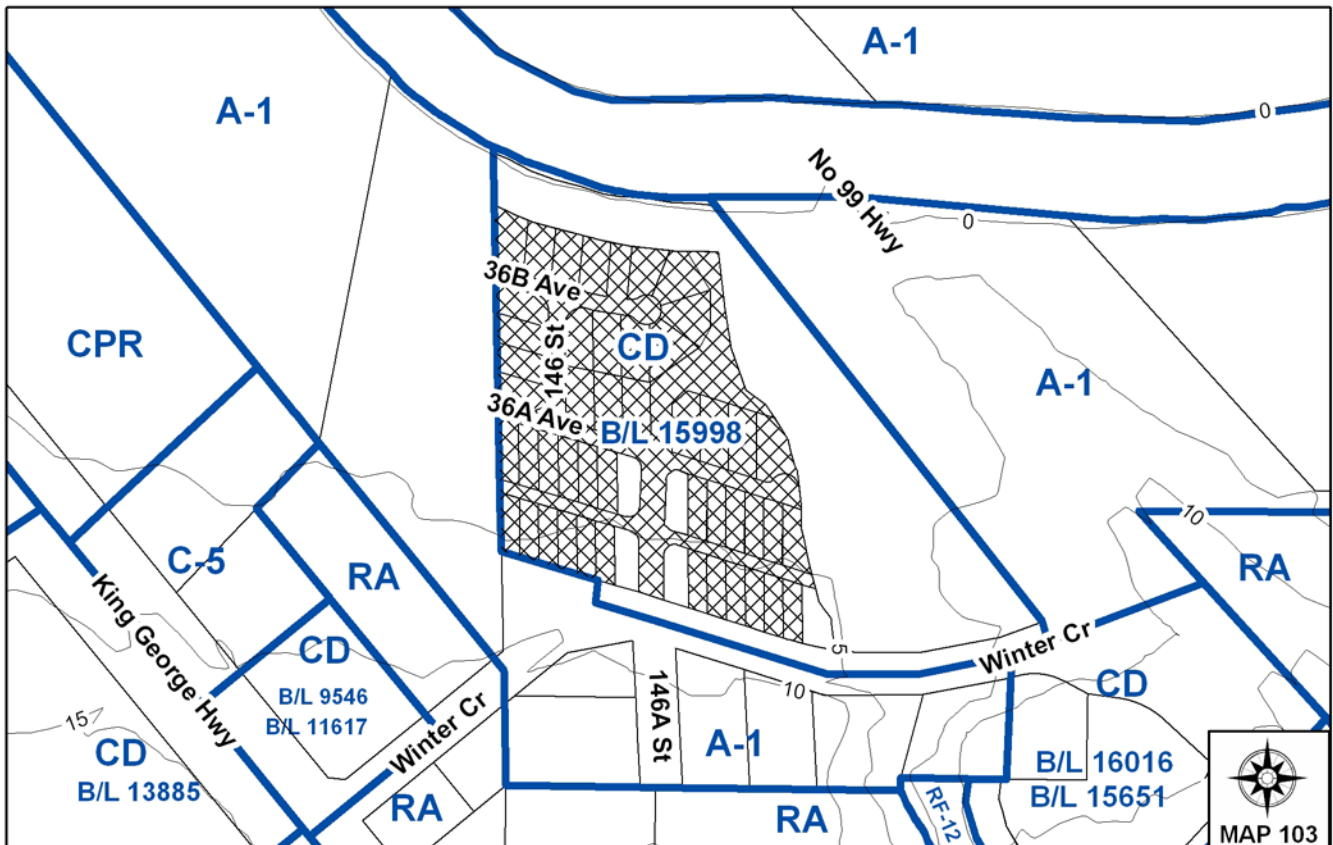 A-1
A-1
0
No 99 Hwy
0
36B Ave
CPR
146 St
CD
A-1
36A Ave
B/L 15998
10
C-5
RA
RA
King George Hwy
CD
5
Winter Cr
B/L 9546
B/L 11617
146A St
10
CD
15
Winter Cr
CD
A-1
B/L 13885
B/L 16016
B/L 15651
RA
RA
RF-12
MAP 103